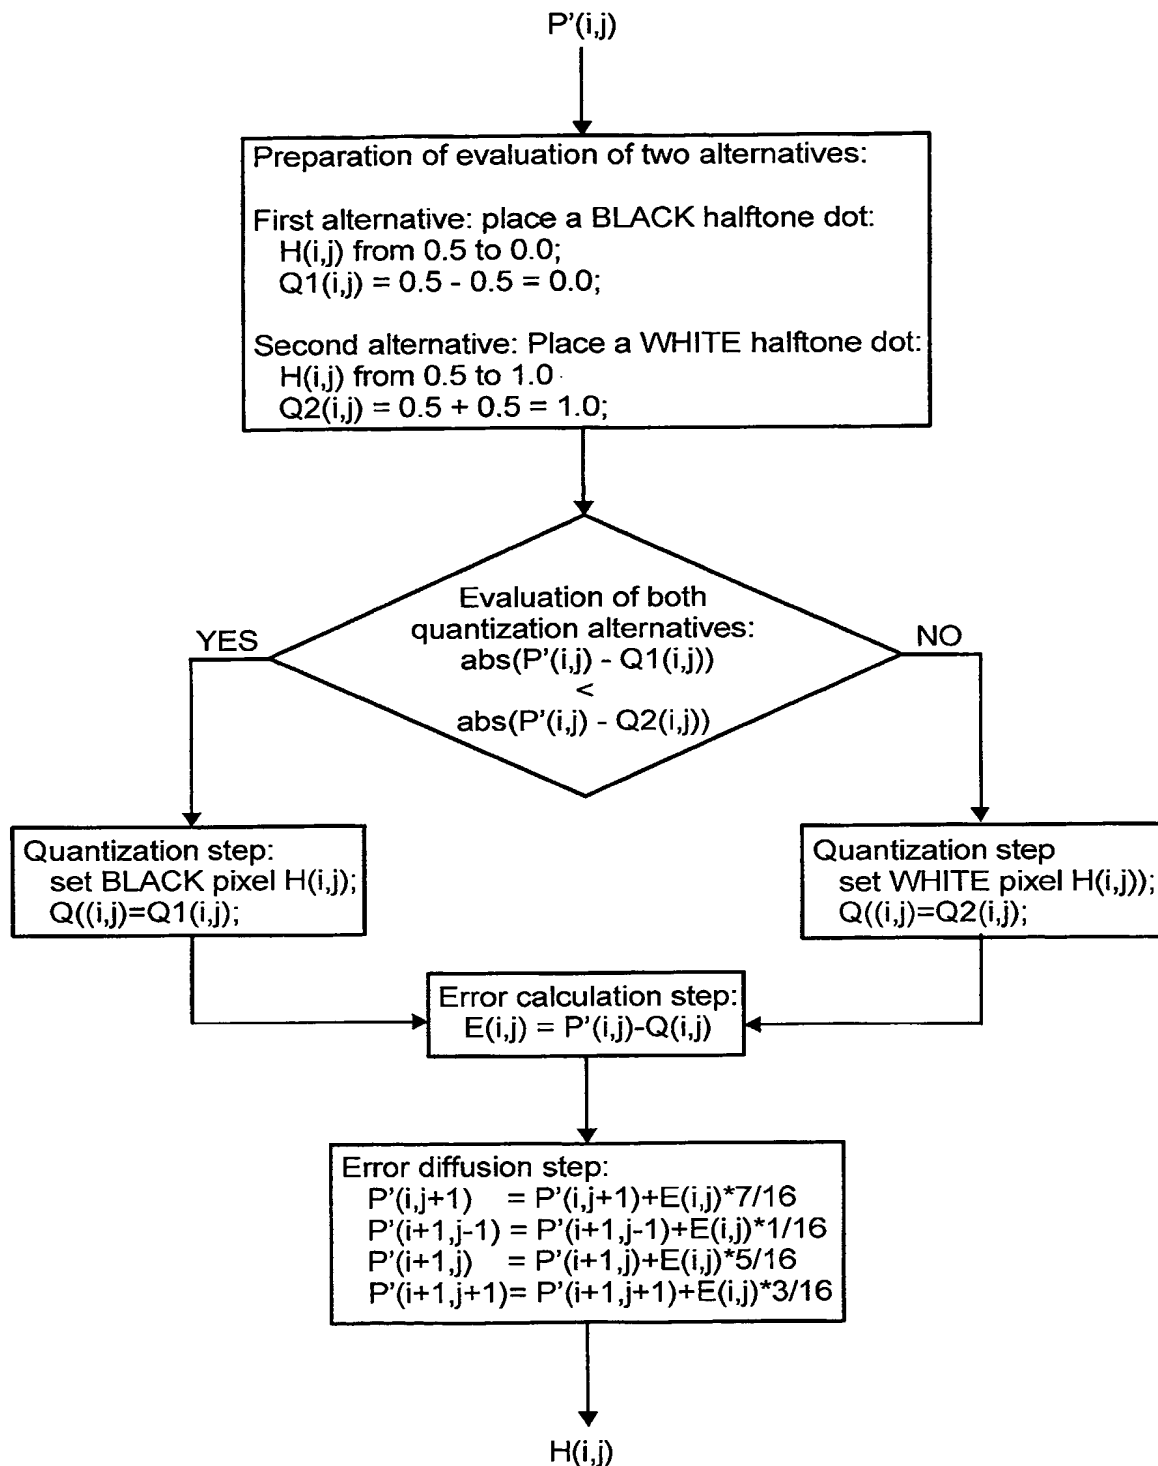 P'(i,j)
Preparation of evaluation of two alternatives:
First alternative: place a BLACK halftone dot:
H(i,j) from 0.5 to 0.0;
Q1(i,j) = 0.5 - 0.5 = 0.0;
Second alternative: Place a WHITE halftone dot:
H(i,j) from 0.5 to 1.0
Q2(i,j) = 0.5 + 0.5 = 1.0;
Evaluation of both
quantization alternatives:
abs(P'(i,j) - Q1(i,j))
<
abs(P'(i,j) - Q2(i,j))
YES
NO
Quantization step:
set BLACK pixel H(i,j);
Q((i,j)=Q1(i,j);
Quantization step
set WHITE pixel H(i,j));
Q((i,j)=Q2(i,j);
Error calculation step:
E(i,j) = P'(i,j)-Q(i,j)
Error diffusion step:
P'(i,j+1) = P'(i,j+1)+E(i,j)*7/16
P'(i+1,j-1) = P'(i+1,j-1)+E(i,j)*1/16
P'(i+1,j) = P'(i+1,j)+E(i,j)*5/16
P'(i+1,j+1)= P'(i+1,j+1)+E(i,j)*3/16
H(i,j)